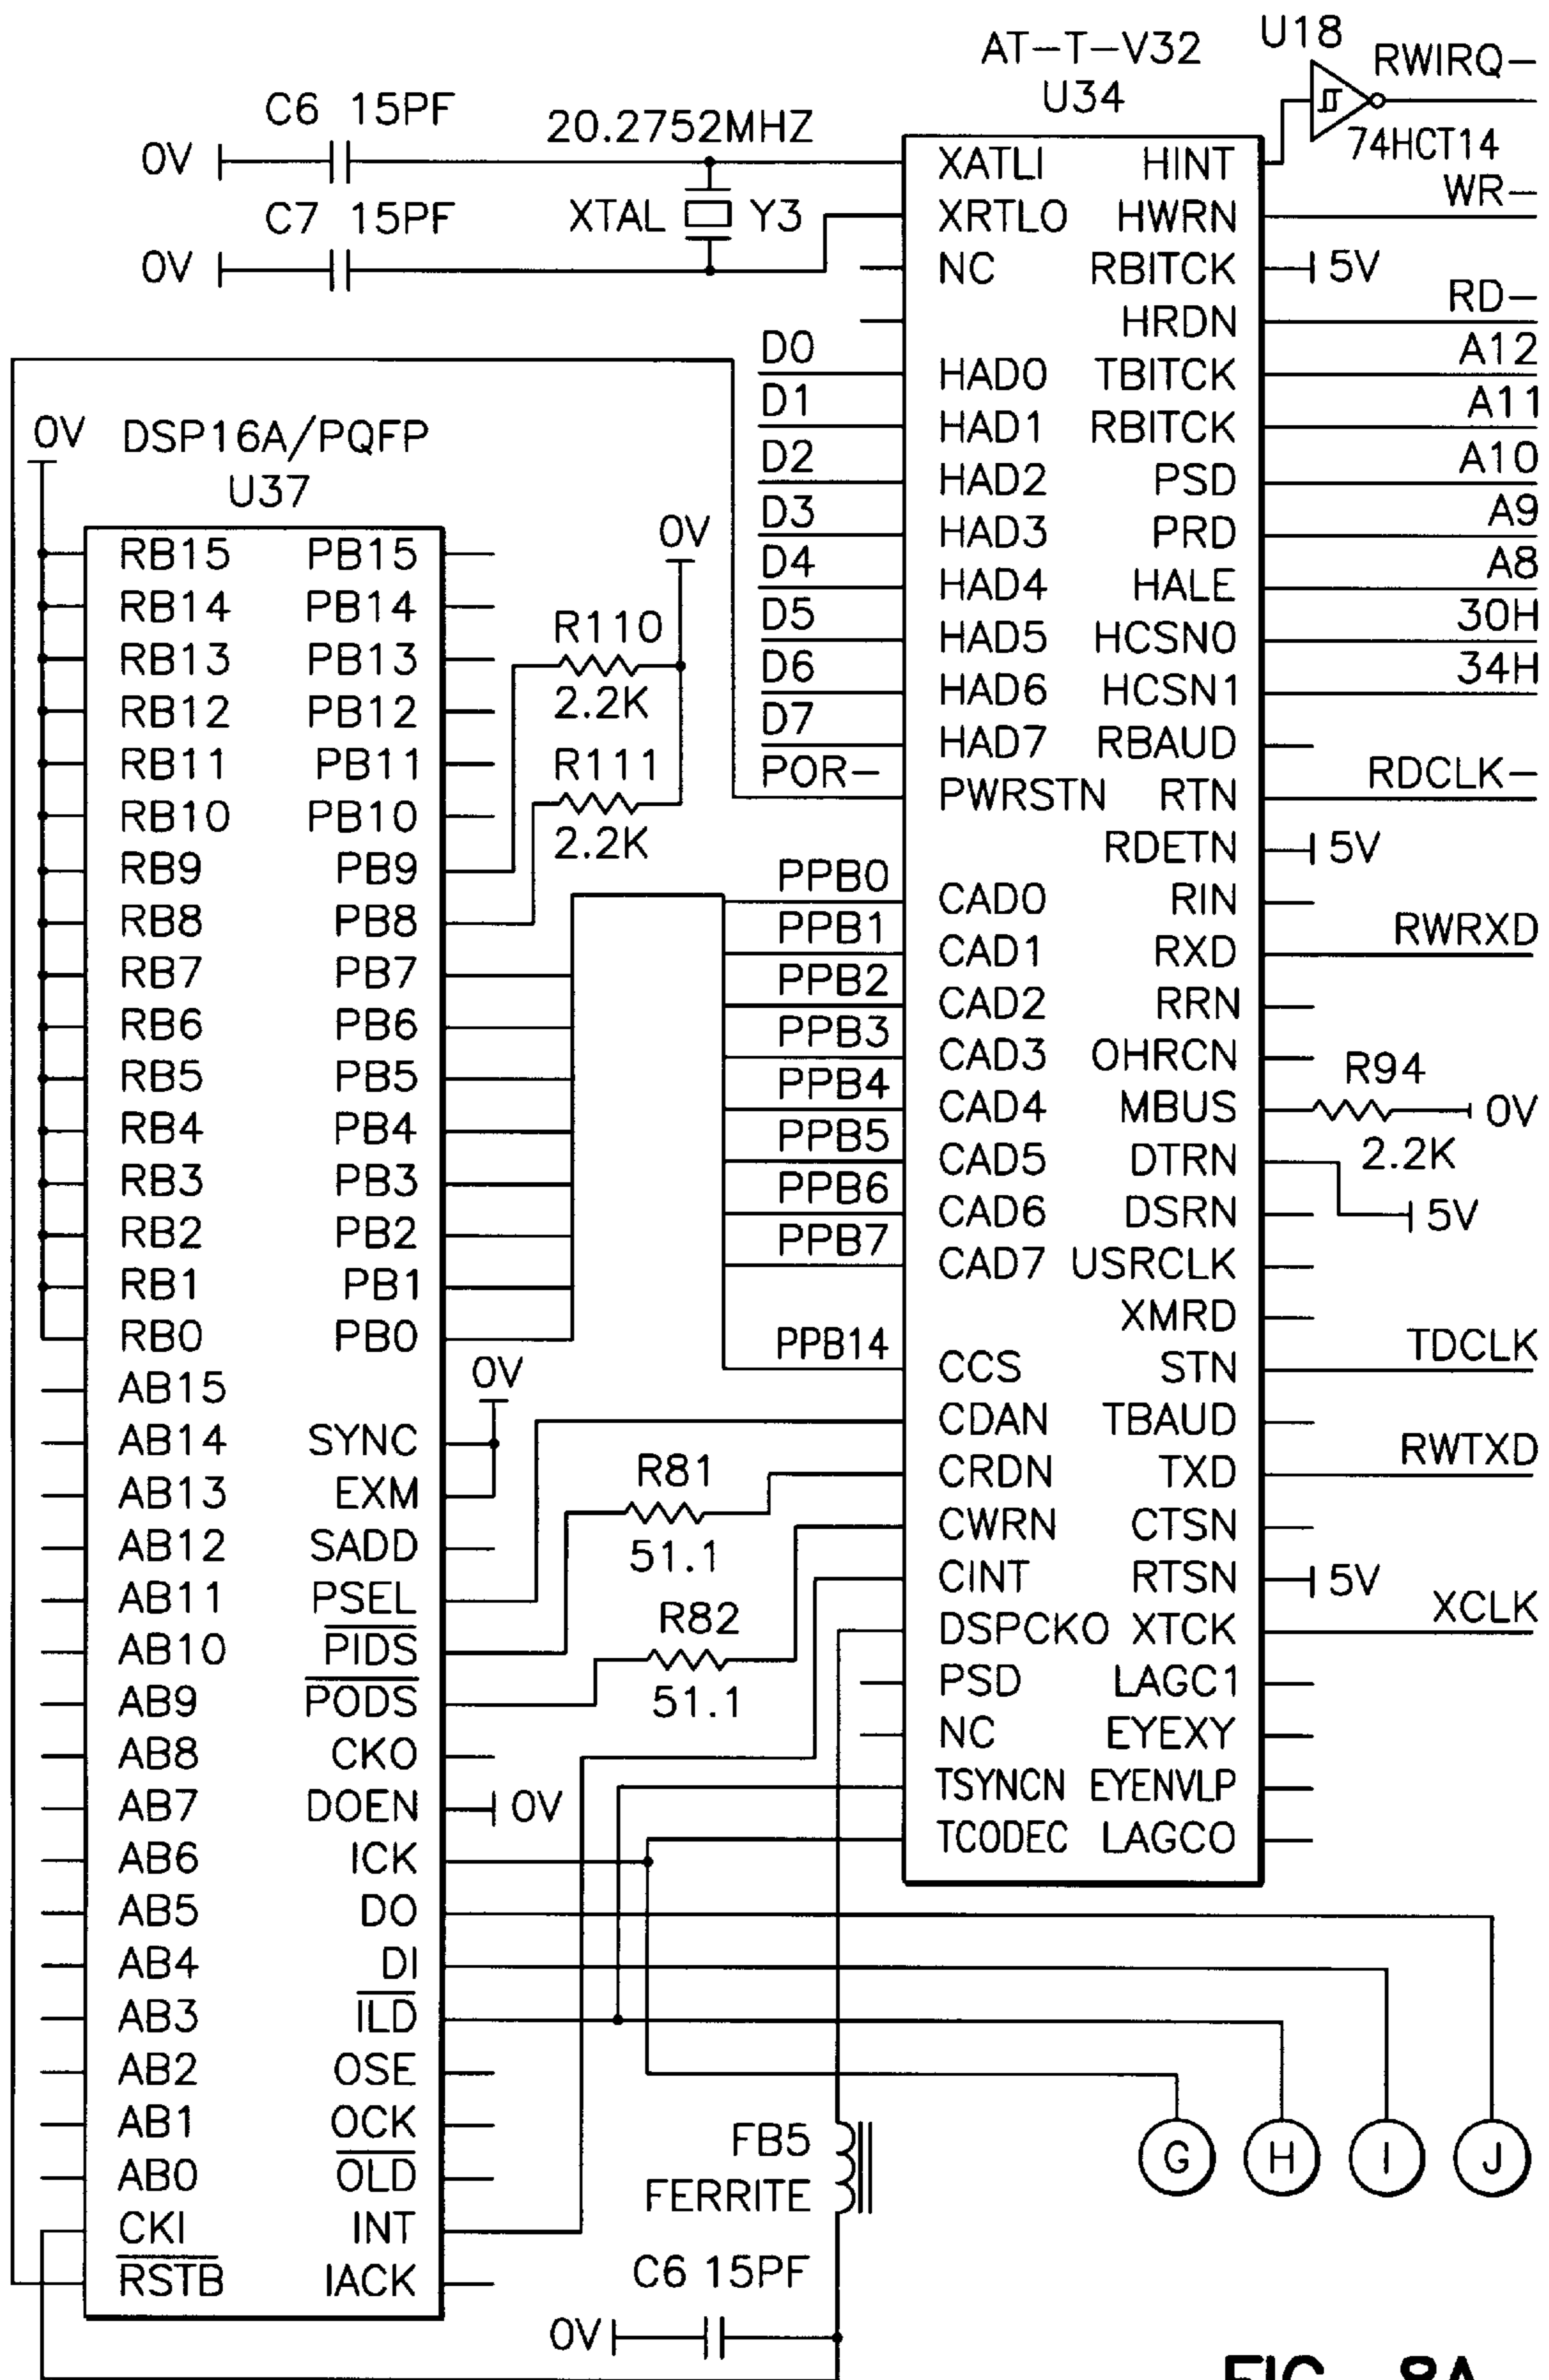 AT-T-V32
U34
U18
RWIRQ-
74HCT14
C6 15PF
20.2752MHZ
0V
C7 15PF
XTAL
Y3
0V
XATLI HINT
WR-
XRTLO HWRN
NC RBITCK
5V
RD-
HRDN
D0
A12
HAD0 TBITCK
D1
A11
HAD1 RBITCK
D2
A10
HAD2 PSD
D3
A9
HAD3 PRD
D4
A8
HAD4 HALE
D5
30H
HAD5 HCSN0
D6
34H
HAD6 HCSN1
D7
HAD7 RBAUD
POR-
RDCLK-
PWRSTN RTN
RDETN
5V
PPB0
CAD0 RIN
PPB1
RWRXD
CAD1 RXD
PPB2
CAD2 RRN
PPB3
CAD3 OHRCN
R94
PPB4
CAD4 MBUS
0V
2.2K
PPB5
CAD5 DTRN
PPB6
CAD6 DSRN
5V
PPB7
CAD7 USRCLK
XMRD
PPB14
TDCLK
CCS STN
CDAN TBAUD
RWTXD
CRDN TXD
CWRN CTSN
CINT RTSN
5V
XCLK
DSPCKO XTCK
PSD LAGC1
NC EYEXY
TSYNCN EYENVLP
TCODEC LAGCO
0V
DSP16A/PQFP
U37
0V
RB15 PB15
RB14 PB14
R110
RB13 PB13
2.2K
RB12 PB12
R111
RB11 PB11
RB10 PB10
2.2K
RB9 PB9
RB8 PB8
RB7 PB7
RB6 PB6
RB5 PB5
RB4 PB4
RB3 PB3
RB2 PB2
RB1 PB1
RB0 PB0
0V
AB15
AB14 SYNC
R81
AB13 EXM
AB12 SADD
51.1
AB11 PSEL
R82
AB10 PIDS
AB9 PODS
51.1
AB8 CKO
AB7 DOEN
0V
AB6 ICK
AB5 DO
AB4 DI
AB3 ILD
AB2 OSE
AB1 OCK
FB5
FERRITE
AB0 OLD
CKI INT
C6 15PF
RSTB IACK
0V
G H I J
FIG. 8A